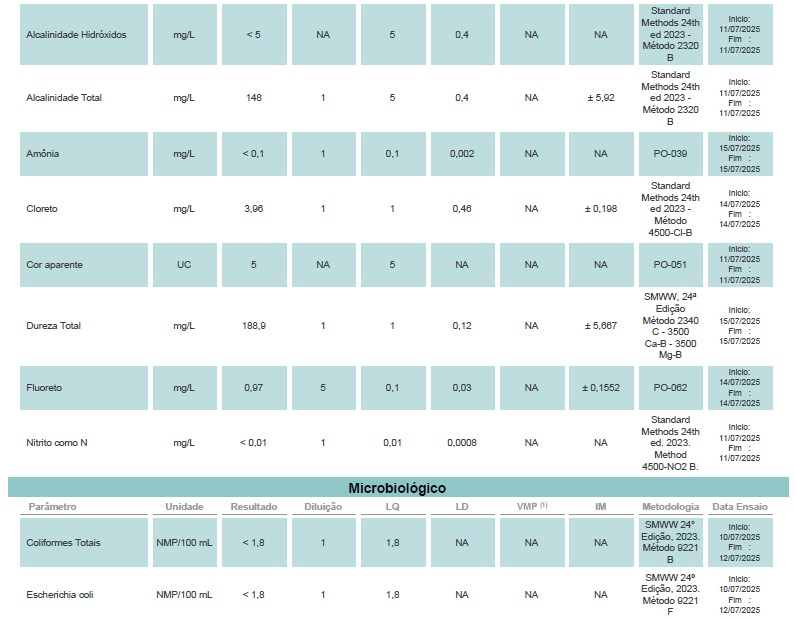 Alcalinidade Hidróxidos mg/L < 5 NA 5 0,4 NA NA Standard Methods 24th ed 2023 - Método 2320 B Início: 11/07/2025 Fim : 11/07/2025
Alcalinidade Total mg/L 148 1 5 0,4 NA ± 5,92 Standard Methods 24th ed 2023 - Método 2320 B Início: 11/07/2025 Fim : 11/07/2025
Amônia mg/L < 0,1 1 0,1 0,002 NA NA PO-039 Início: 15/07/2025 Fim : 15/07/2025
Cloreto mg/L 3,96 1 1 0,46 NA ± 0,198 Standard Methods 24th ed 2023 - Método 4500-Cl-B Início: 14/07/2025 Fim : 14/07/2025
Cor aparente UC 5 NA 5 NA NA NA PO-051 Início: 11/07/2025 Fim : 11/07/2025
Dureza Total mg/L 188,9 1 1 0,12 NA ± 5,667 SMWW, 24ª Edição Método 2340 C - 3500 Ca-B - 3500 Mg-B Início: 15/07/2025 Fim : 15/07/2025
Fluoreto mg/L 0,97 5 0,1 0,03 NA ± 0,1552 PO-062 Início: 14/07/2025 Fim : 14/07/2025
Nitrito como N mg/L < 0,01 1 0,01 0,0008 NA NA Standard Methods 24th ed. 2023. Method 4500-NO2 B. Início: 11/07/2025 Fim : 11/07/2025
Microbiológico
Parâmetro Unidade Resultado Diluição LQ LD VMP (1) IM Metodologia Data Ensaio
Coliformes Totais NMP/100 mL < 1,8 1 1,8 NA NA NA SMWW 24ª Edição, 2023. Método 9221 B Início: 10/07/2025 Fim : 12/07/2025
Escherichia coli NMP/100 mL < 1,8 1 1,8 NA NA NA SMWW 24ª Edição, 2023. Método 9221 F Início: 10/07/2025 Fim : 12/07/2025